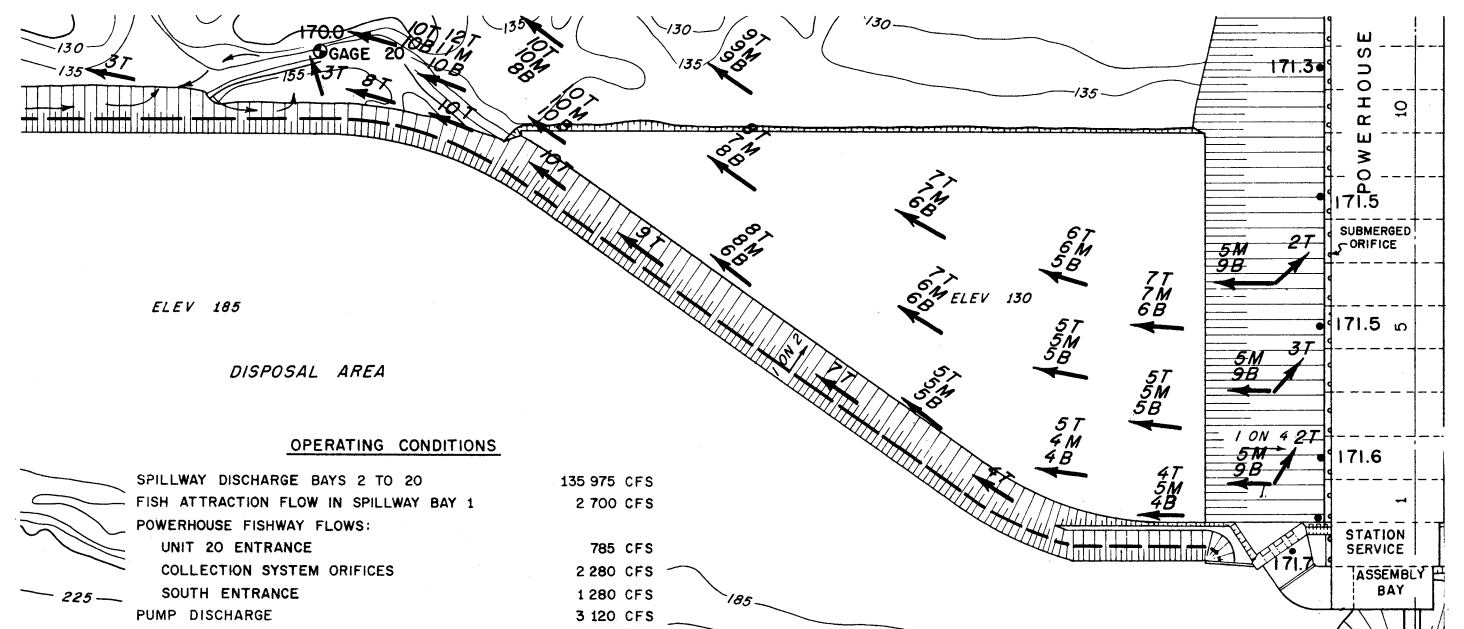 130
135
3T
170.0
GAGE 20
155
3T
8T
10T
10B
12T
11M
10B
10T
135
10T
10M
8B
10T
10M
10B
10T
130
135
9T
9M
9B
8T
7M
8B
130
135
171.3
POWERHOUSE
10
7T
7M
6B
171.5
SUBMERGED
ORIFICE
9T
8T
8M
6B
6T
6M
5B
5M
9B
2T
ELEV 185
7T
6M
6B
ELEV 130
7T
7M
6B
5T
5M
5B
171.5
5
1 ON 2
DISPOSAL AREA
7T
5T
5M
5B
5T
5M
5B
5M
9B
3T
5T
4M
4B
1 ON 4
2T
5M
9B
171.6
4T
4T
5M
4B
1
OPERATING CONDITIONS
SPILLWAY DISCHARGE BAYS 2 TO 20 135 975 CFS
FISH ATTRACTION FLOW IN SPILLWAY BAY 1 2 700 CFS
POWERHOUSE FISHWAY FLOWS:
UNIT 20 ENTRANCE 785 CFS
COLLECTION SYSTEM ORIFICES 2 280 CFS
SOUTH ENTRANCE 1 280 CFS
PUMP DISCHARGE 3 120 CFS
225
185
STATION
SERVICE
171.7
ASSEMBLY
BAY